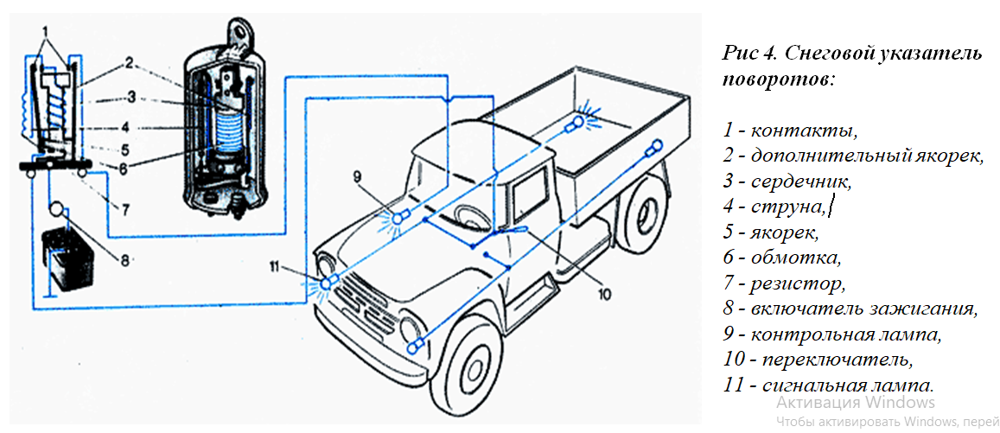 1
2
3
4
5
6
7
8
9
10
11
Рис 4. Снеговой указатель
поворотов:
1 - контакты,
2 - дополнительный якорек,
3 - сердечник,
4 - струна,
5 - якорек,
6 - обмотка,
7 - резистор,
8 - включатель зажигания,
9 - контрольная лампа,
10 - переключатель,
11 - сигнальная лампа.
Активация Windows
Чтобы активировать Windows, перей